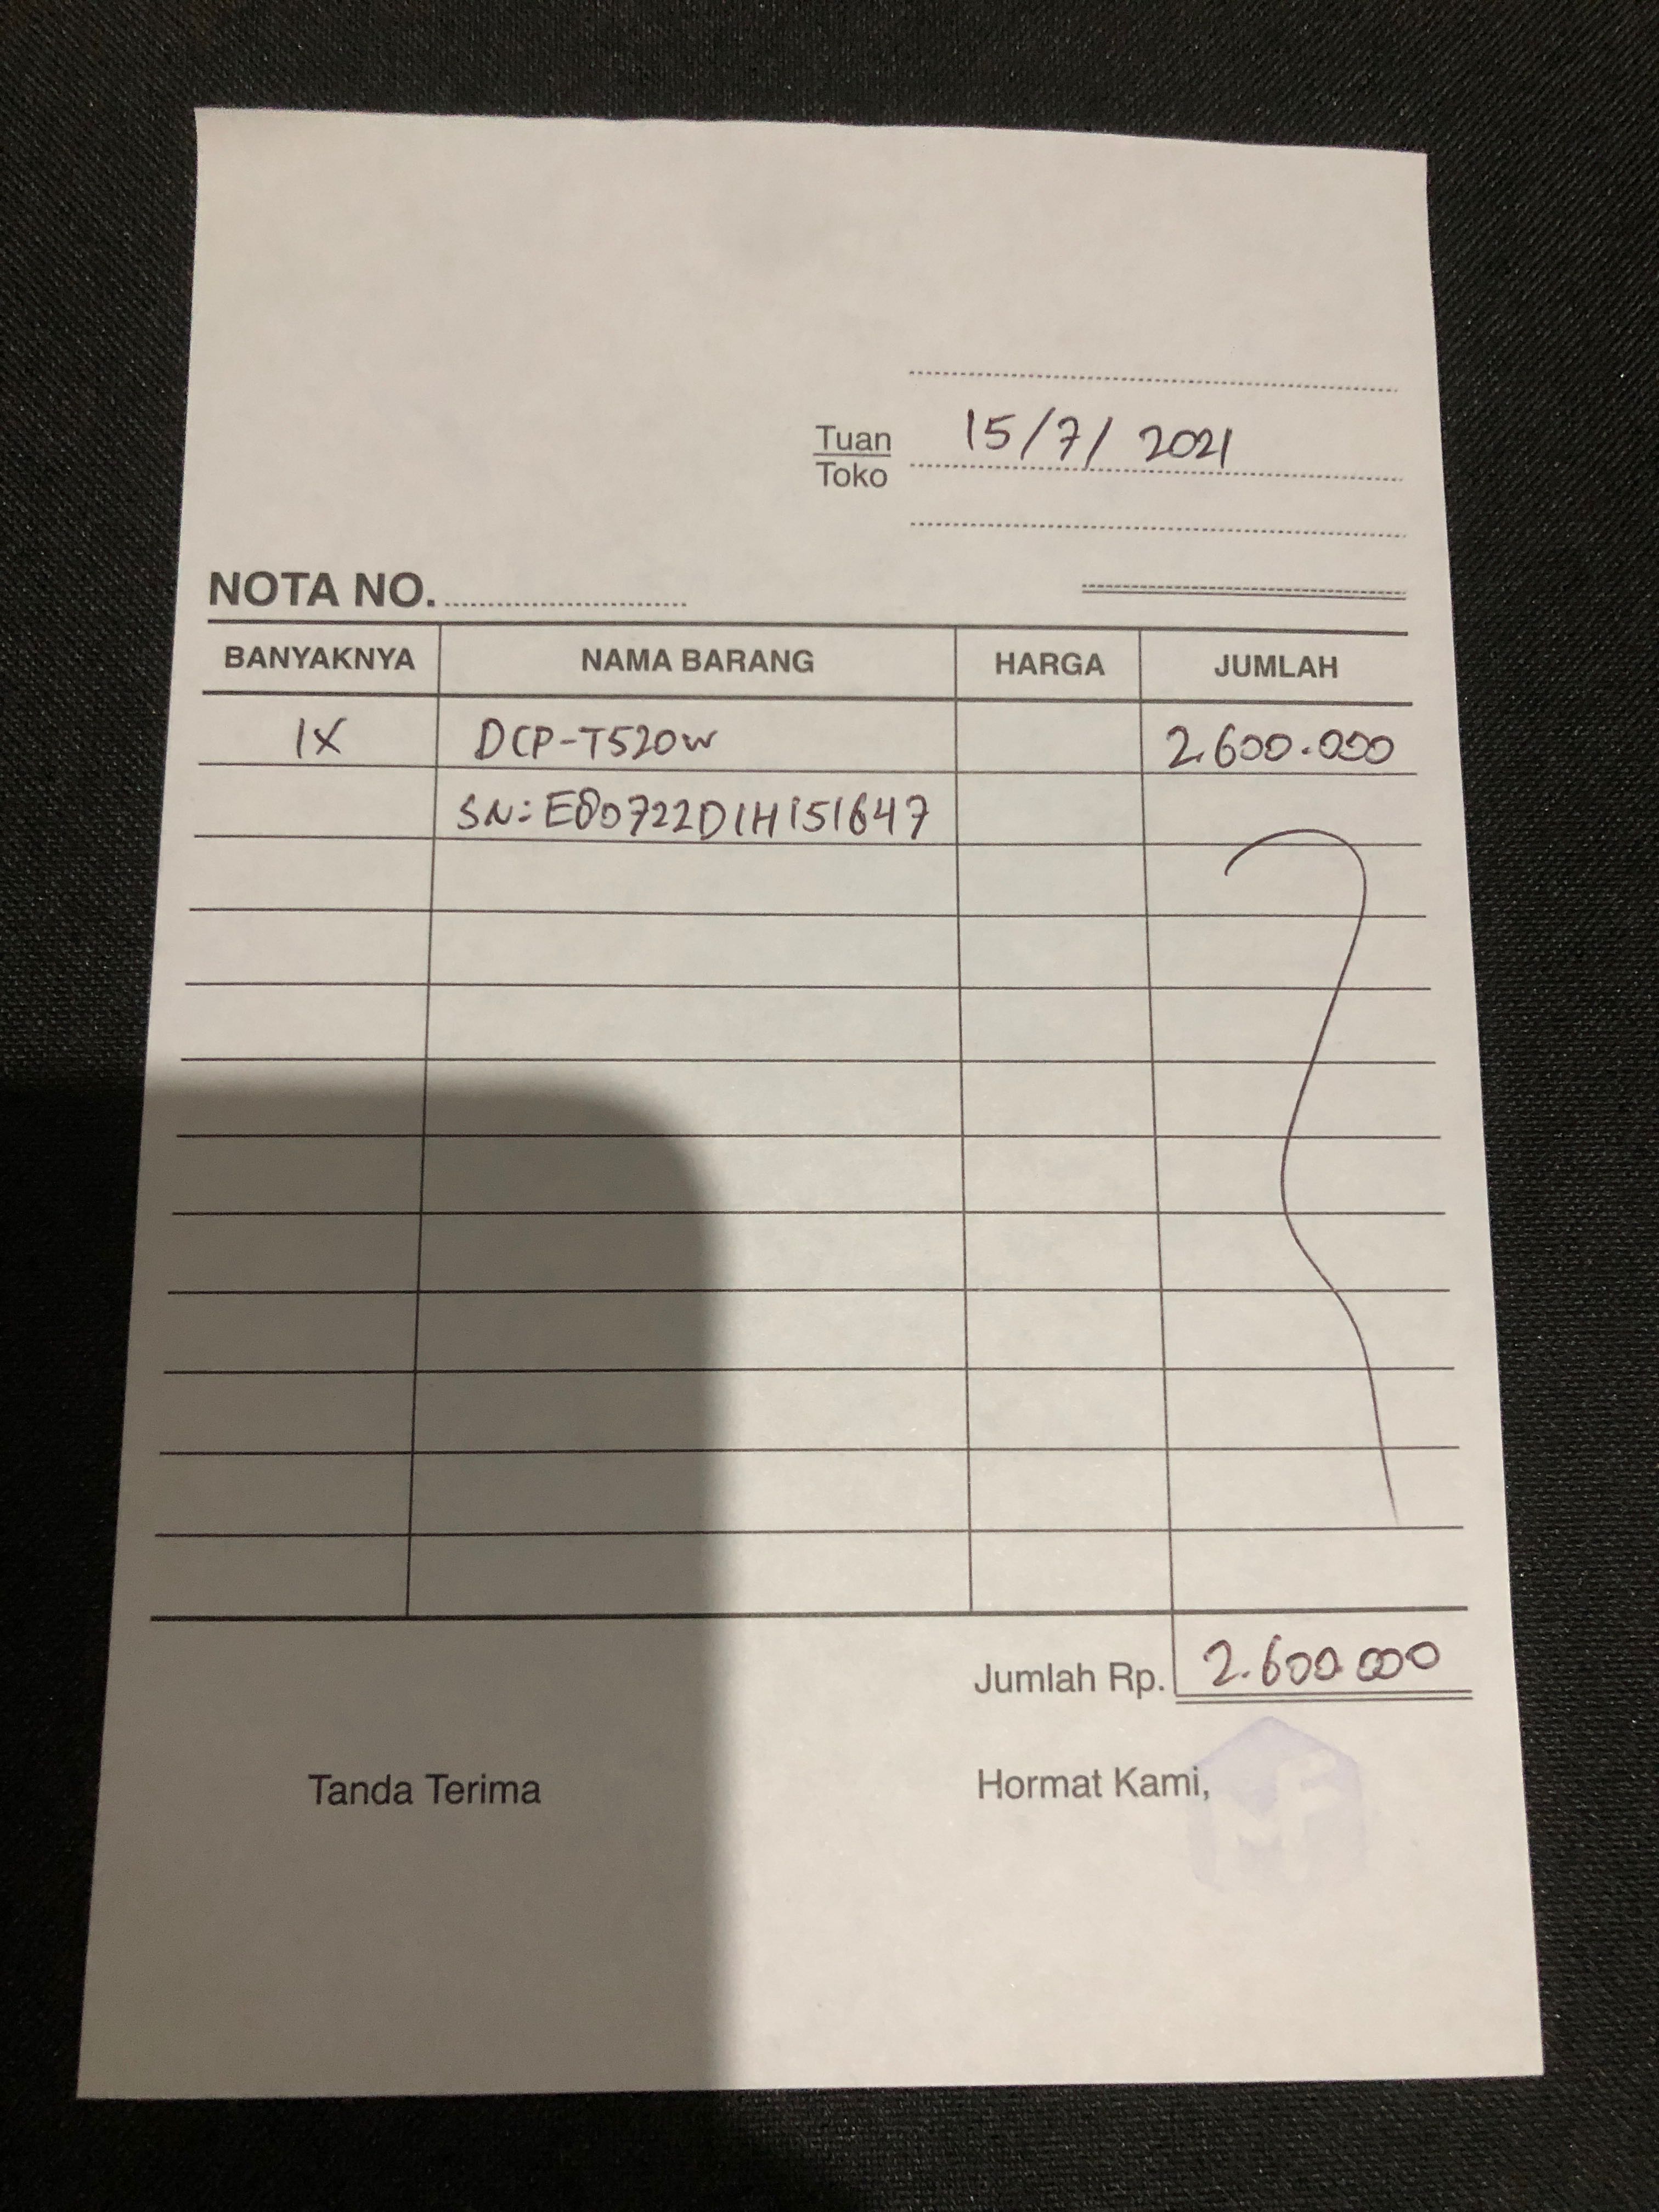 15/7/2021
Tuan
Toko
NOTA NO.
BANYAKNYA NAMA BARANG HARGA JUMLAH
1X DCP-T520W 2.600.000
SN: E80722D1H151647
Jumlah Rp. 2.600.000
Tanda Terima Hormat Kami,